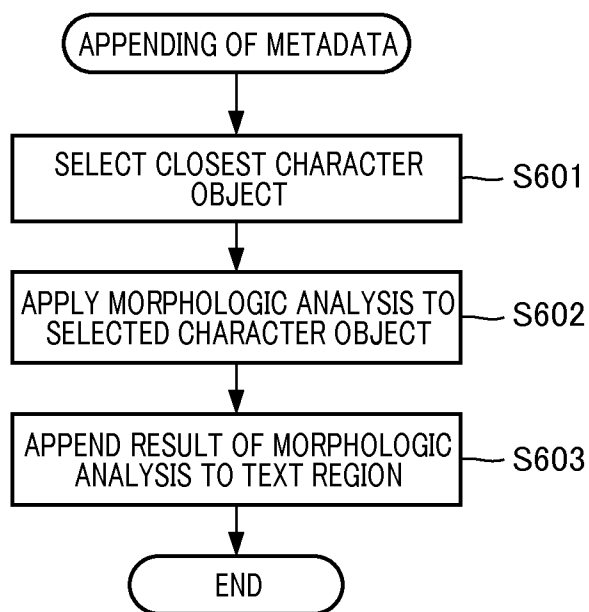 APPENDING OF METADATA
SELECT CLOSEST CHARACTER
OBJECT
S601
APPLY MORPHOLOGIC ANALYSIS TO
SELECTED CHARACTER OBJECT
S602
APPEND RESULT OF MORPHOLOGIC
ANALYSIS TO TEXT REGION
S603
END